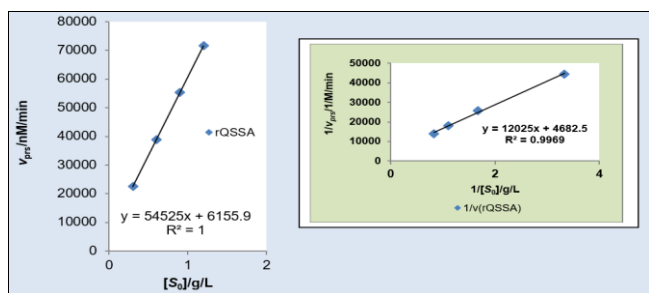 80000
70000
60000
50000
40000
30000
20000
10000
0
v_prs/nM/min
rQSSA
y = 54525x + 6155.9
R² = 1
0 1 2
[S₀]/g/L
50000
40000
30000
20000
10000
0
1/v_prs/1/M/min
y = 12025x + 4682.5
R² = 0.9969
0 2 4
1/[S₀]/g/L
1/v(rQSSA)